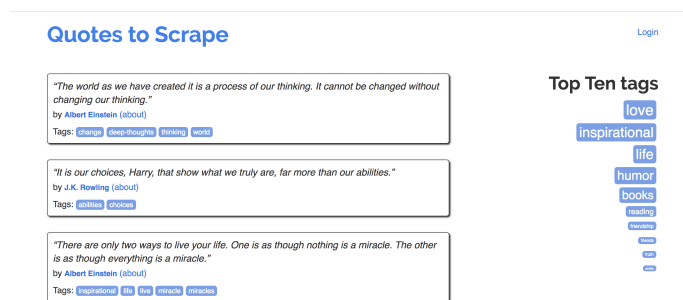 Quotes to Scrape
Login
“The world as we have created it is a process of our thinking. It cannot be changed without
changing our thinking.”
by Albert Einstein (about)
Tags: change deep-thoughts thinking world
“It is our choices, Harry, that show what we truly are, far more than our abilities.”
by J.K. Rowling (about)
Tags: abilities choices
“There are only two ways to live your life. One is as though nothing is a miracle. The other
is as though everything is a miracle.”
by Albert Einstein (about)
Tags: inspirational life live miracle miracles
Top Ten tags
love
inspirational
life
humor
books
reading
friendship
friends
truth